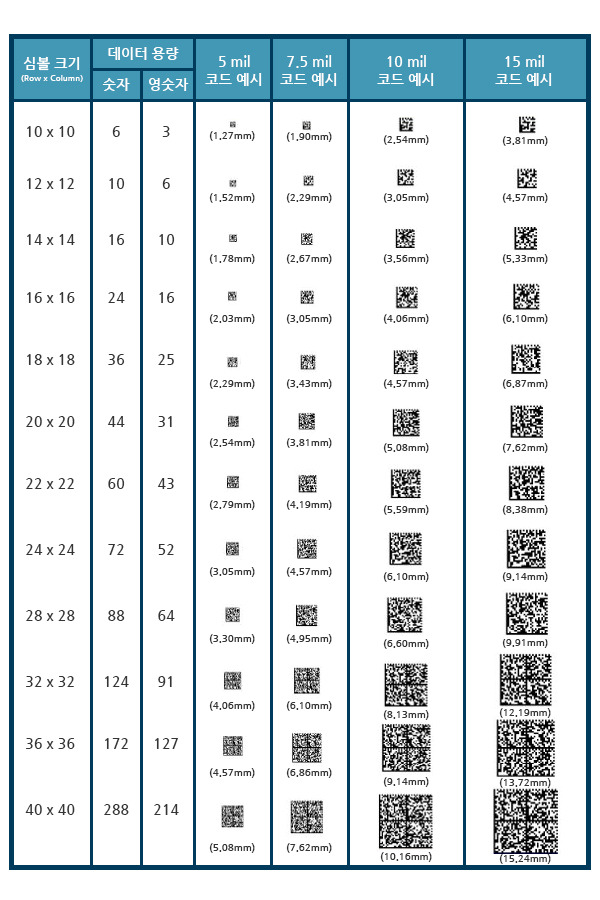 심볼 크기
(Row x Column)
데이터 용량
숫자 영숫자
5 mil
코드 예시
7.5 mil
코드 예시
10 mil
코드 예시
15 mil
코드 예시
10 x 10 6 3 (1.27mm) (1.90mm) (2.54mm) (3.81mm)
12 x 12 10 6 (1.52mm) (2.29mm) (3.05mm) (4.57mm)
14 x 14 16 10 (1.78mm) (2.67mm) (3.56mm) (5.33mm)
16 x 16 24 16 (2.03mm) (3.05mm) (4.06mm) (6.10mm)
18 x 18 36 25 (2.29mm) (3.43mm) (4.57mm) (6.87mm)
20 x 20 44 31 (2.54mm) (3.81mm) (5.08mm) (7.62mm)
22 x 22 60 43 (2.79mm) (4.19mm) (5.59mm) (8.38mm)
24 x 24 72 52 (3.05mm) (4.57mm) (6.10mm) (9.14mm)
28 x 28 88 64 (3.30mm) (4.95mm) (6.60mm) (9.91mm)
32 x 32 124 91 (4.06mm) (6.10mm) (8.13mm) (12.19mm)
36 x 36 172 127 (4.57mm) (6.86mm) (9.14mm) (13.72mm)
40 x 40 288 214 (5.08mm) (7.62mm) (10.16mm) (15.24mm)